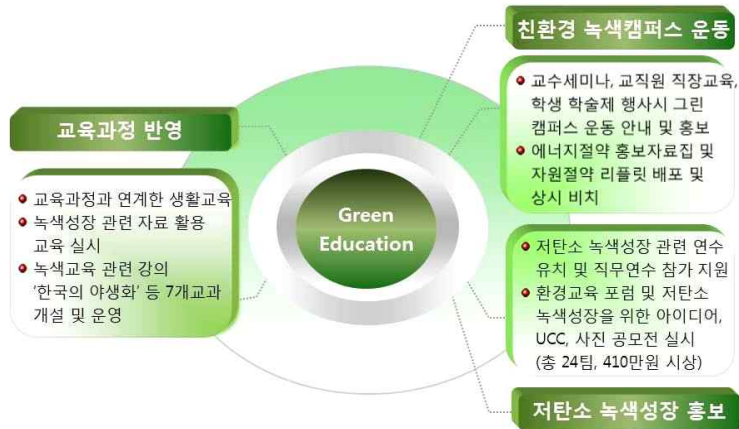 친환경 녹색캠퍼스 운동
교수세미나, 교직원 직장교육,
학생 학술제 행사시 그린
캠퍼스 운동 안내 및 홍보
에너지절약 홍보자료집 및
자원절약 리플릿 배포 및
상시 비치
교육과정 반영
교육과정과 연계한 생활교육
녹색성장 관련 자료 활용
교육 실시
녹색교육 관련 강의
'한국의 야생화' 등 7개교과
개설 및 운영
Green
Education
저탄소 녹색성장 관련 연수
유치 및 직무연수 참가 지원
환경교육 포럼 및 저탄소
녹색성장을 위한 아이디어,
UCC, 사진 공모전 실시
(총 24팀, 410만원 시상)
저탄소 녹색성장 홍보